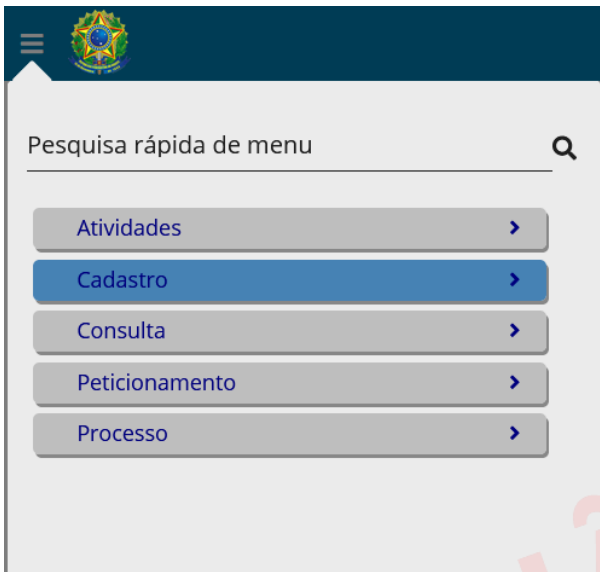 Pesquisa rápida de menu
Atividades
Cadastro
Consulta
Peticionamento
Processo